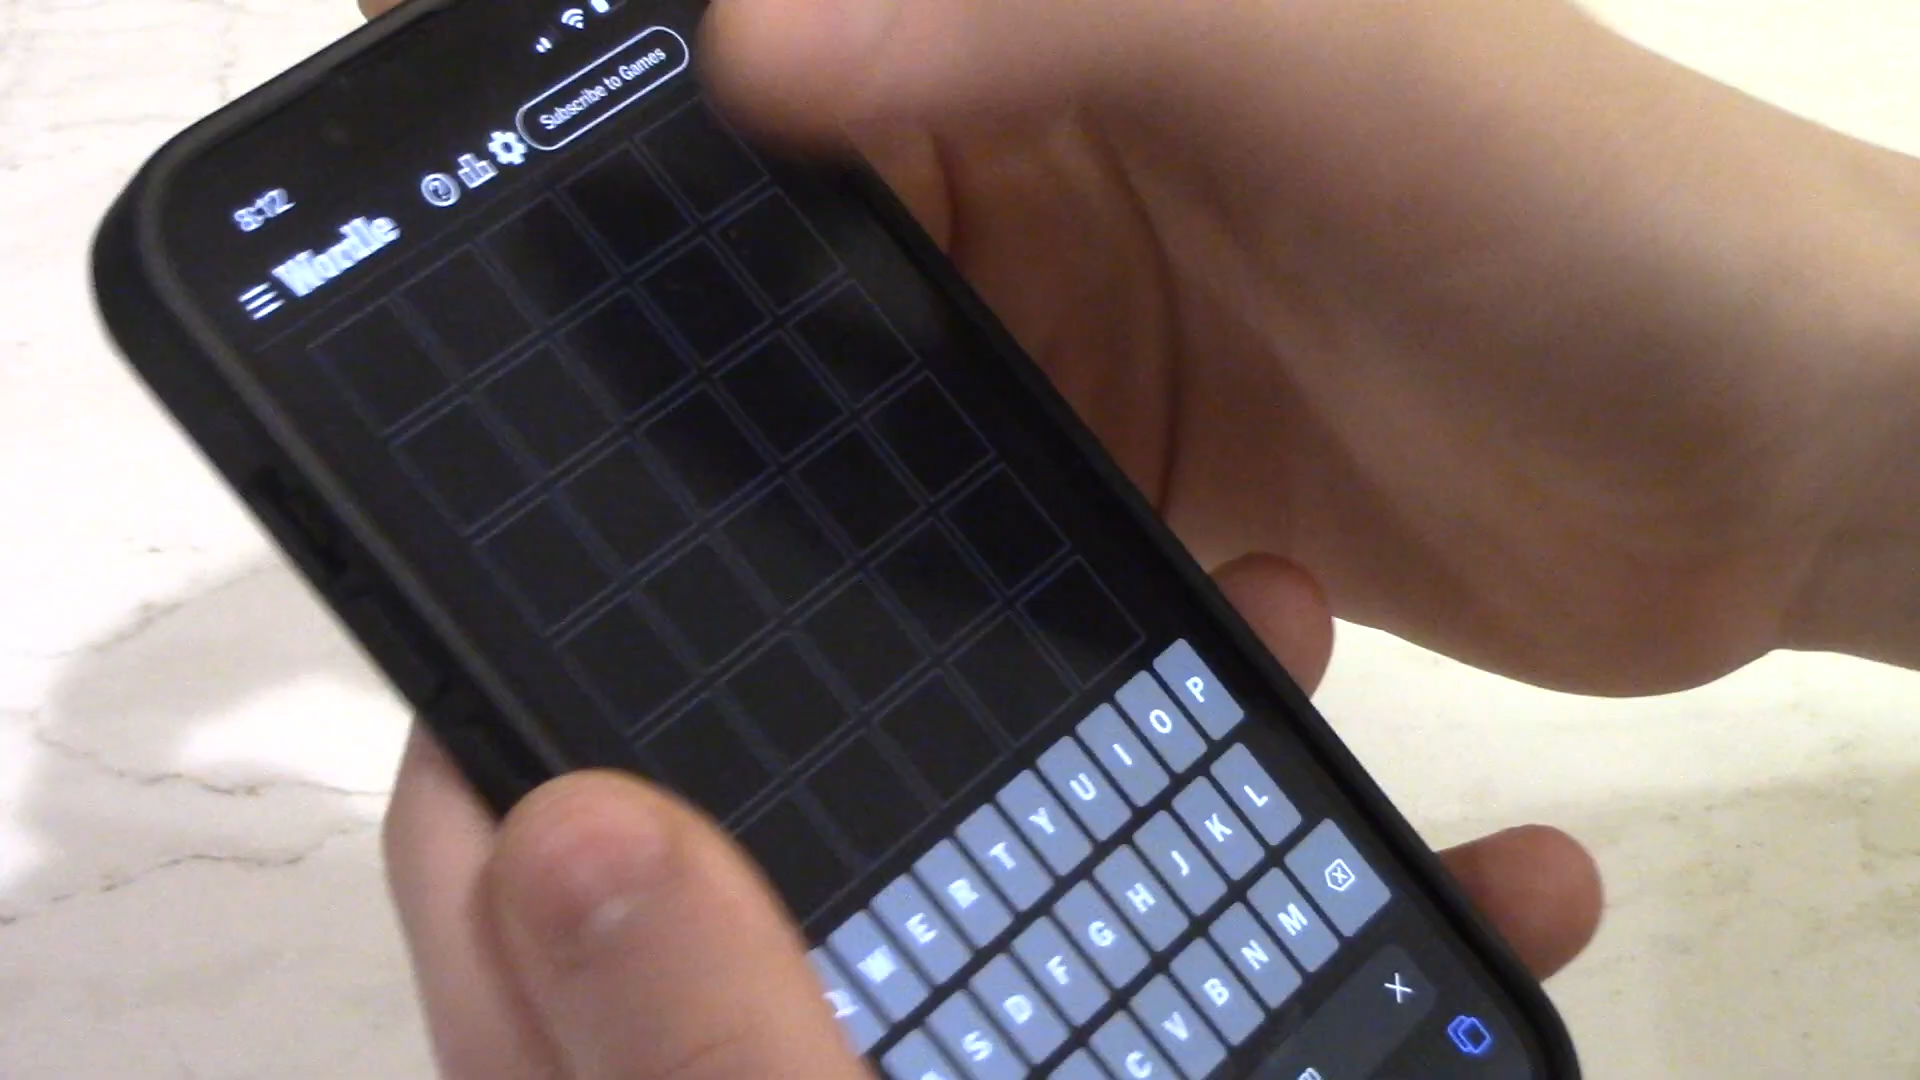 8:12
Wordle
Subscribe to Games
Q W E R T Y U I O P
S D F G H J K L
C V B N M
m